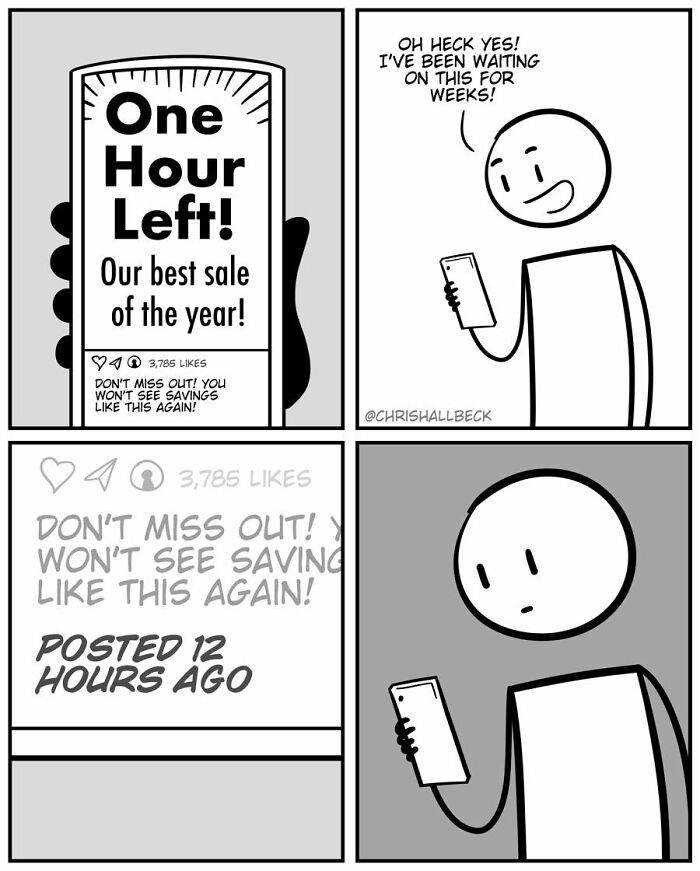 One
Hour
Left!
Our best sale
of the year!
3,785 LIKES
DON'T MISS OUT! YOU
WON'T SEE SAVINGS
LIKE THIS AGAIN!
OH HECK YES!
I'VE BEEN WAITING
ON THIS FOR
WEEKS!
@CHRISHALLBECK
3,785 LIKES
DON'T MISS OUT! Y
WON'T SEE SAVING
LIKE THIS AGAIN!
POSTED 12
HOURS AGO